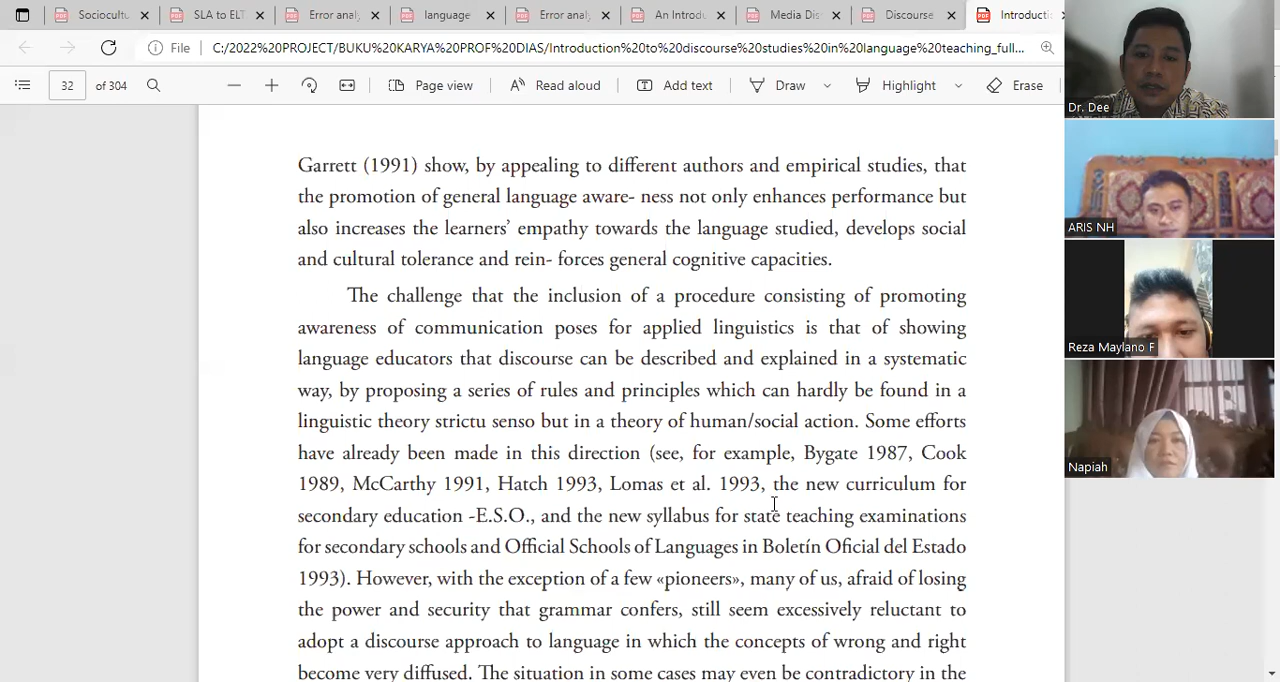 Sociocultu
SLA to ELT
Error anal
language
Error anal
An Introdu
Media Dis
Discourse
Introducti
File
C:/2022%20PROJECT/BUKU%20KARYA%20PROF%20DIAS/Introduction%20to%20discourse%20studies%20in%20language%20teaching_full...
32 of 304
Page view
Read aloud
Add text
Draw
Highlight
Erase
Garrett (1991) show, by appealing to different authors and empirical studies, that
the promotion of general language aware- ness not only enhances performance but
also increases the learners’ empathy towards the language studied, develops social
and cultural tolerance and rein- forces general cognitive capacities.
The challenge that the inclusion of a procedure consisting of promoting
awareness of communication poses for applied linguistics is that of showing
language educators that discourse can be described and explained in a systematic
way, by proposing a series of rules and principles which can hardly be found in a
linguistic theory strictu senso but in a theory of human/social action. Some efforts
have already been made in this direction (see, for example, Bygate 1987, Cook
1989, McCarthy 1991, Hatch 1993, Lomas et al. 1993, the new curriculum for
secondary education -E.S.O., and the new syllabus for state teaching examinations
for secondary schools and Official Schools of Languages in Boletín Oficial del Estado
1993). However, with the exception of a few «pioneers», many of us, afraid of losing
the power and security that grammar confers, still seem excessively reluctant to
adopt a discourse approach to language in which the concepts of wrong and right
become very diffused. The situation in some cases may even be contradictory in the
Dr. Dee
ARIS NH
Reza Maylano F
Napiah